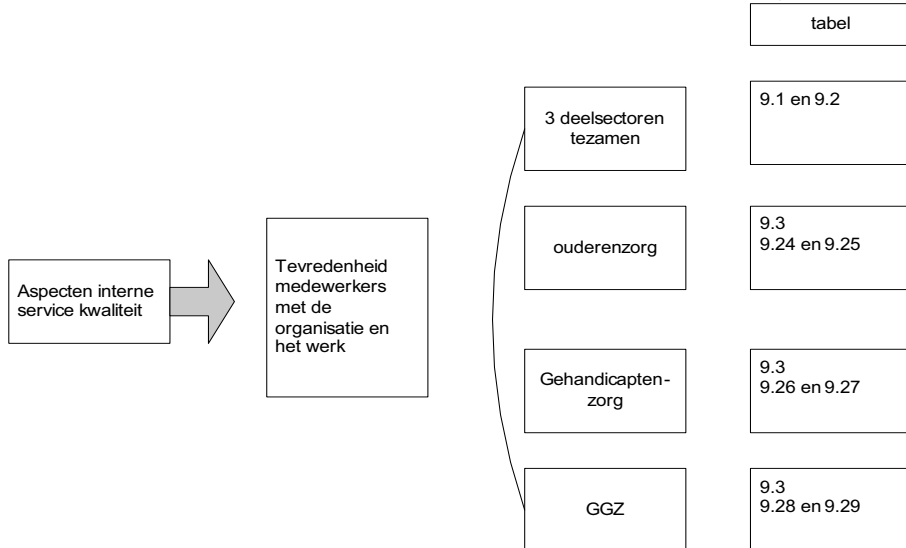 tabel
3 deelsectoren
tezamen
9.1 en 9.2
ouderenzorg
9.3
9.24 en 9.25
Aspecten interne
service kwaliteit
Tevredenheid
medewerkers
met de
organisatie en
het werk
Gehandicapten-
zorg
9.3
9.26 en 9.27
GGZ
9.3
9.28 en 9.29